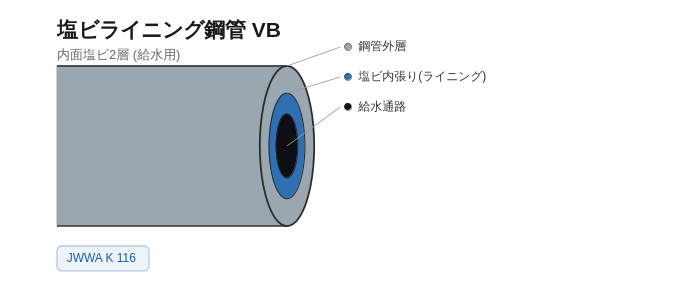 塩ビライニング鋼管 VB
内面塩ビ2層 (給水用)
鋼管外層
塩ビ内張り(ライニング)
給水通路
JWWA K 116